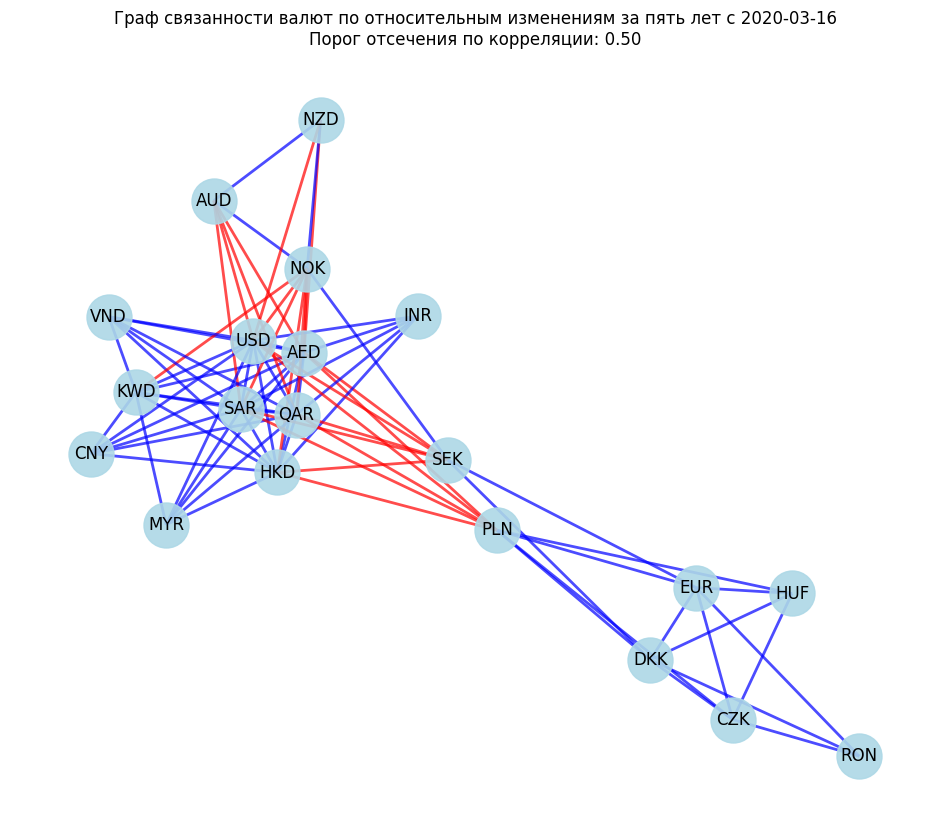 Граф связанности валют по относительным изменениям за пять лет с 2020-03-16
Порог отсечения по корреляции: 0.50
NZD
AUD
NOK
VND
INR
USD
AED
KWD
SAR
QAR
CNY
SEK
HKD
MYR
PLN
EUR
HUF
DKK
CZK
RON